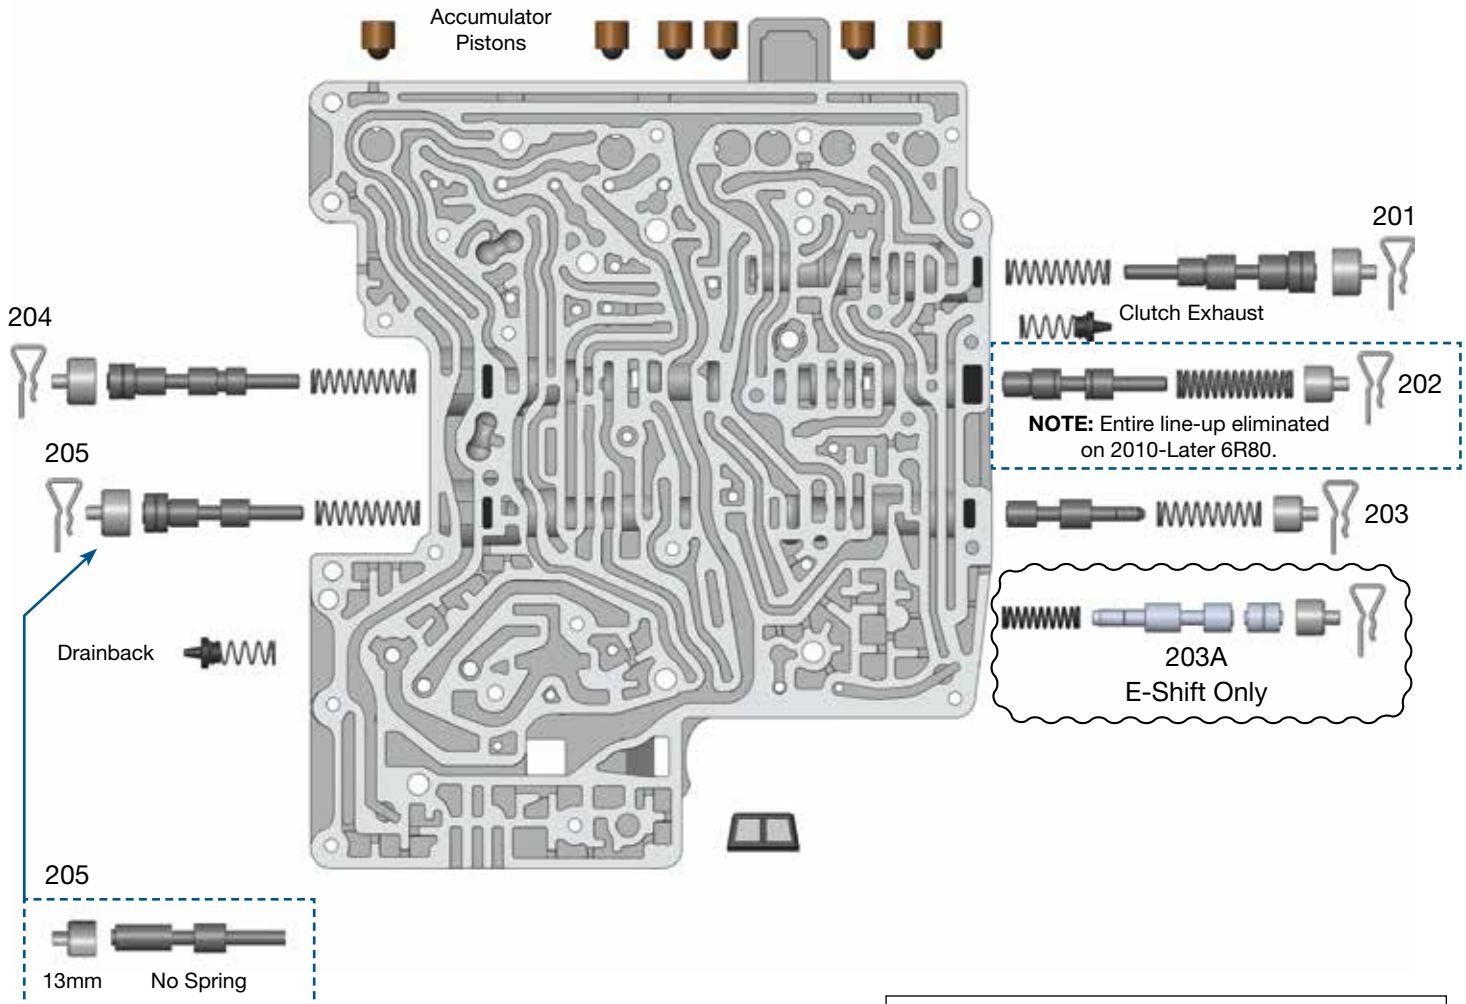 Accumulator
Pistons
201
Clutch Exhaust
204
202
NOTE: Entire line-up eliminated
on 2010-Later 6R80.
205
203
203A
E-Shift Only
Drainback
205
13mm No Spring